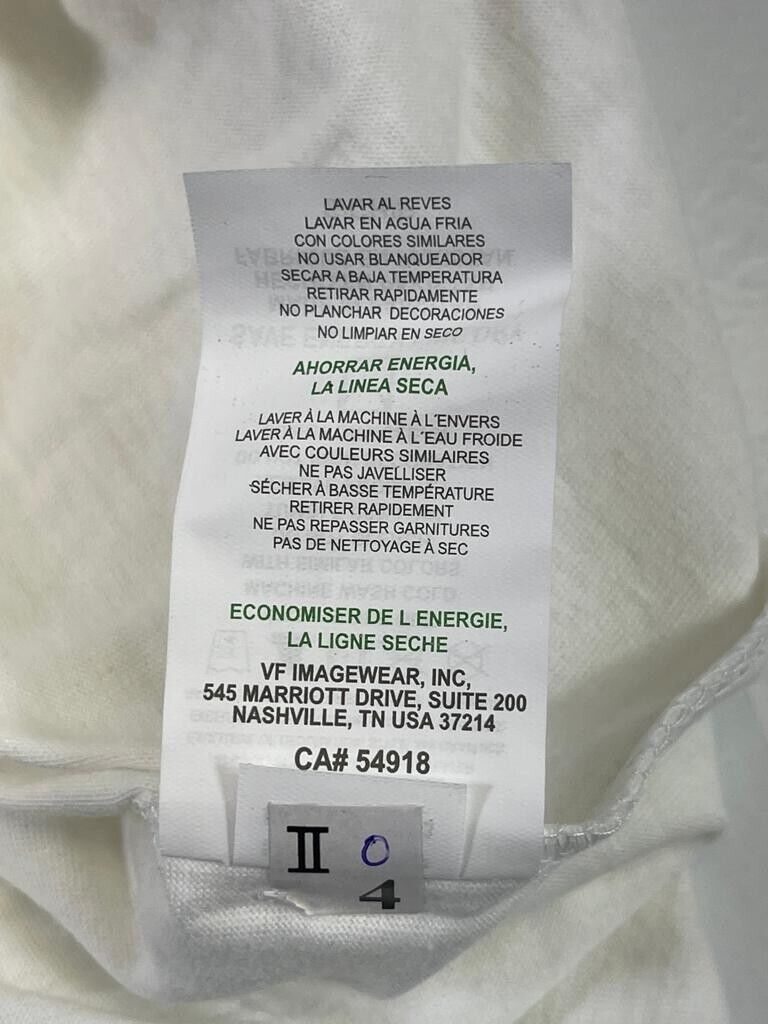 LAVAR AL REVES
LAVAR EN AGUA FRIA
CON COLORES SIMILARES
NO USAR BLANQUEADOR
SECAR A BAJA TEMPERATURA
RETIRAR RAPIDAMENTE
NO PLANCHAR DECORACIONES
NO LIMPIAR EN SECO
AHORRAR ENERGIA,
LA LINEA SECA
LAVER À LA MACHINE À L'ENVERS
LAVER À LA MACHINE À L'EAU FROIDE
AVEC COULEURS SIMILAIRES
NE PAS JAVELLISER
SÉCHER À BASSE TEMPÉRATURE
RETIRER RAPIDEMENT
NE PAS REPASSER GARNITURES
PAS DE NETTOYAGE À SEC
ECONOMISER DE L ENERGIE,
LA LIGNE SECHE
VF IMAGEWEAR, INC,
545 MARRIOTT DRIVE, SUITE 200
NASHVILLE, TN USA 37214
CA# 54918
II 0
4